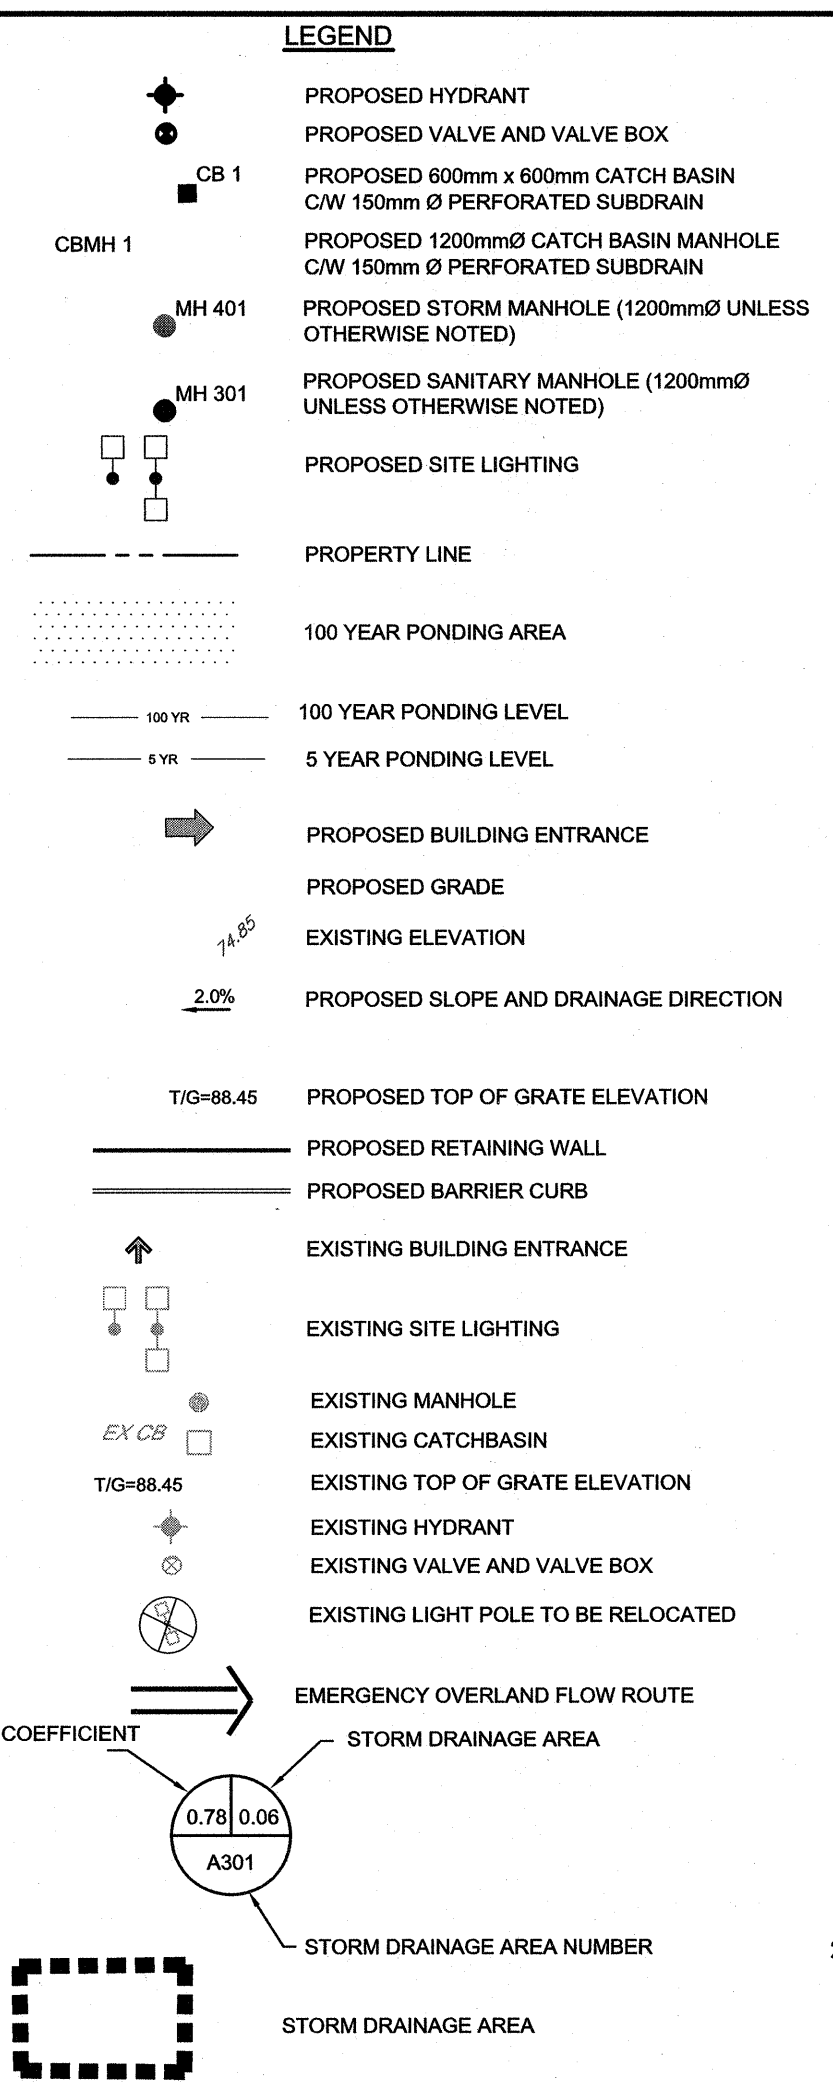 LEGEND
PROPOSED HYDRANT
PROPOSED VALVE AND VALVE BOX
CB 1
PROPOSED 600mm x 600mm CATCH BASIN
C/W 150mm Ø PERFORATED SUBDRAIN
CBMH 1
PROPOSED 1200mmØ CATCH BASIN MANHOLE
C/W 150mm Ø PERFORATED SUBDRAIN
MH 401
PROPOSED STORM MANHOLE (1200mmØ UNLESS
OTHERWISE NOTED)
MH 301
PROPOSED SANITARY MANHOLE (1200mmØ
UNLESS OTHERWISE NOTED)
PROPOSED SITE LIGHTING
PROPERTY LINE
100 YEAR PONDING AREA
100 YR
100 YEAR PONDING LEVEL
5 YR
5 YEAR PONDING LEVEL
PROPOSED BUILDING ENTRANCE
PROPOSED GRADE
74.85
EXISTING ELEVATION
2.0%
PROPOSED SLOPE AND DRAINAGE DIRECTION
T/G=88.45
PROPOSED TOP OF GRATE ELEVATION
PROPOSED RETAINING WALL
PROPOSED BARRIER CURB
EXISTING BUILDING ENTRANCE
EXISTING SITE LIGHTING
EXISTING MANHOLE
EX CB
EXISTING CATCHBASIN
T/G=88.45
EXISTING TOP OF GRATE ELEVATION
EXISTING HYDRANT
EXISTING VALVE AND VALVE BOX
EXISTING LIGHT POLE TO BE RELOCATED
EMERGENCY OVERLAND FLOW ROUTE
COEFFICIENT
STORM DRAINAGE AREA
0.78
0.06
A301
STORM DRAINAGE AREA NUMBER
STORM DRAINAGE AREA